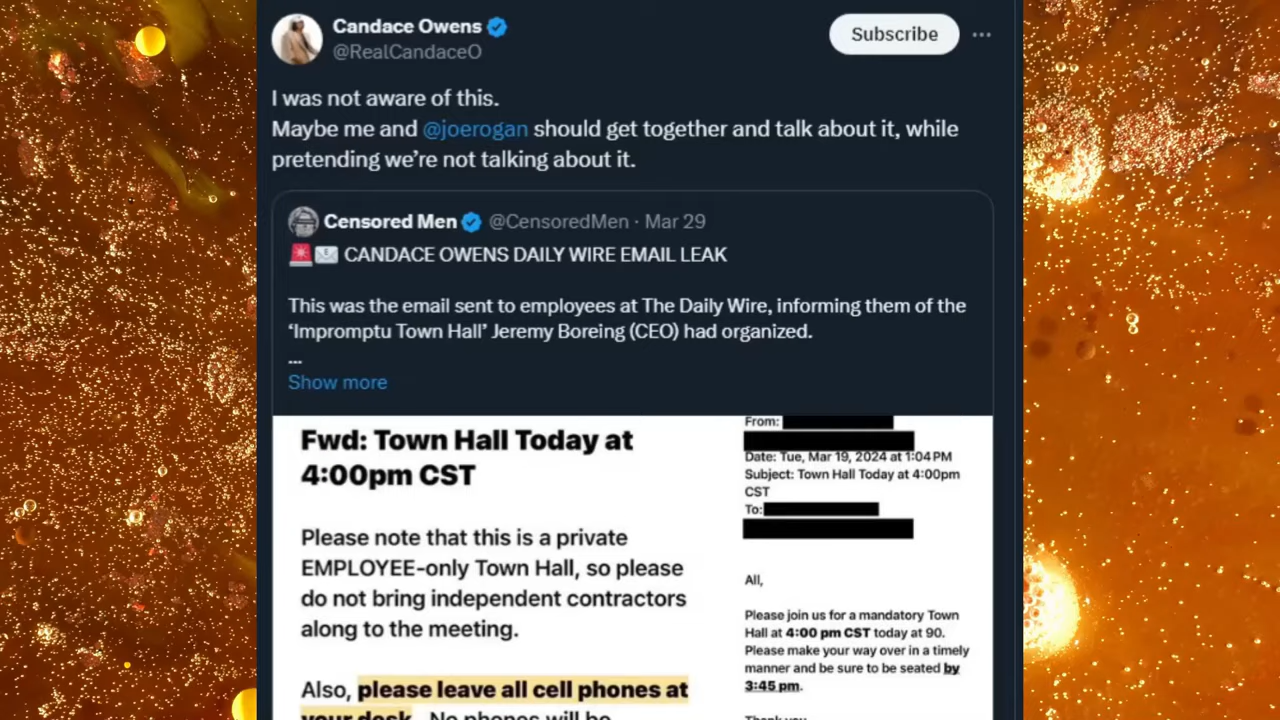 Candace Owens
@RealCandaceO
Subscribe
I was not aware of this.
Maybe me and @joerogan should get together and talk about it, while
pretending we're not talking about it.
Censored Men @CensoredMen · Mar 29
🚨✉️ CANDACE OWENS DAILY WIRE EMAIL LEAK
This was the email sent to employees at The Daily Wire, informing them of the
‘Impromptu Town Hall’ Jeremy Boreing (CEO) had organized.
...
Show more
Fwd: Town Hall Today at
4:00pm CST
Please note that this is a private
EMPLOYEE-only Town Hall, so please
do not bring independent contractors
along to the meeting.
Also, please leave all cell phones at
your desk. No phones will be
From:
Date: Tue, Mar 19, 2024 at 1:04 PM
Subject: Town Hall Today at 4:00pm
CST
To:
All,
Please join us for a mandatory Town
Hall at 4:00 pm CST today at 90.
Please make your way over in a timely
manner and be sure to be seated by
3:45 pm.
Thank you